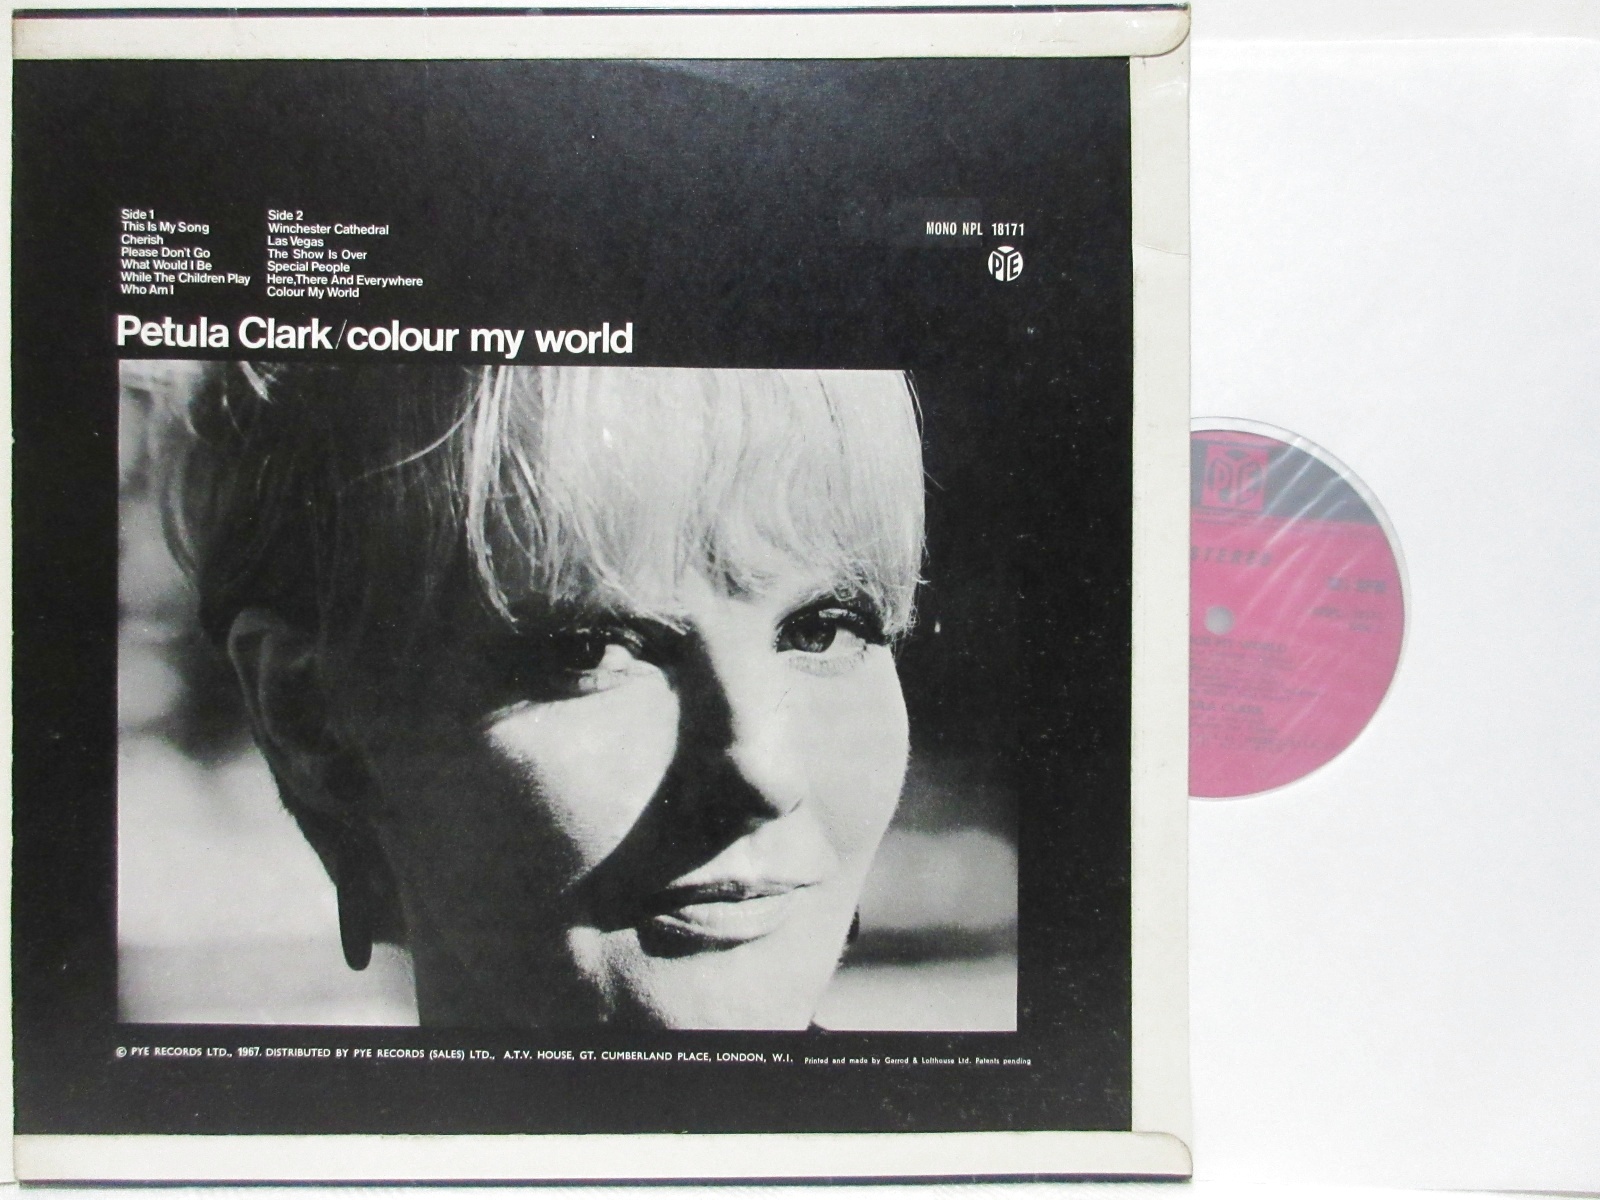 Side 1
This Is My Song
Cherish
Please Don't Go
What Would I Be
While The Children Play
Who Am I
Side 2
Winchester Cathedral
Las Vegas
The Show Is Over
Special People
Here,There And Everywhere
Colour My World
MONO NPL 18171
PYE
Petula Clark/colour my world
© PYE RECORDS LTD., 1967. DISTRIBUTED BY PYE RECORDS (SALES) LTD., A.T.V. HOUSE, GT. CUMBERLAND PLACE, LONDON, W.I. Printed and made by Garrod & Lofthouse Ltd. Patents pending
PYE
STEREO
WORLD
CLARK